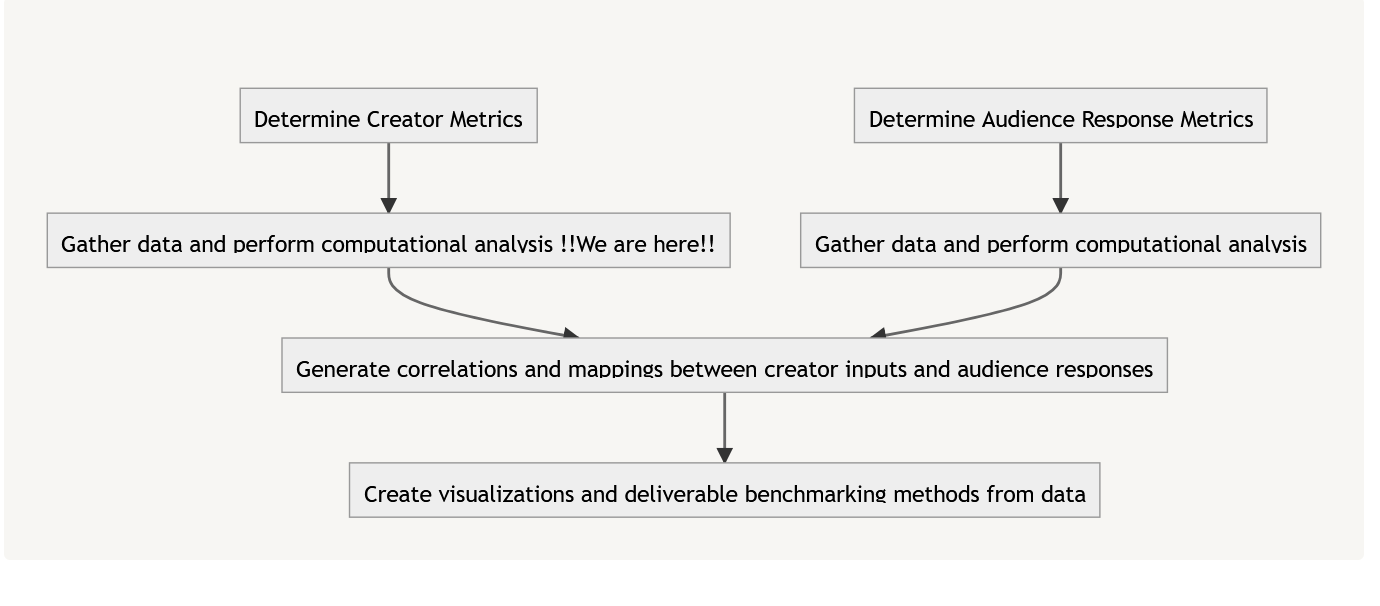 Determine Creator Metrics
Determine Audience Response Metrics
Gather data and perform computational analysis !!We are here!!
Gather data and perform computational analysis
Generate correlations and mappings between creator inputs and audience responses
Create visualizations and deliverable benchmarking methods from data